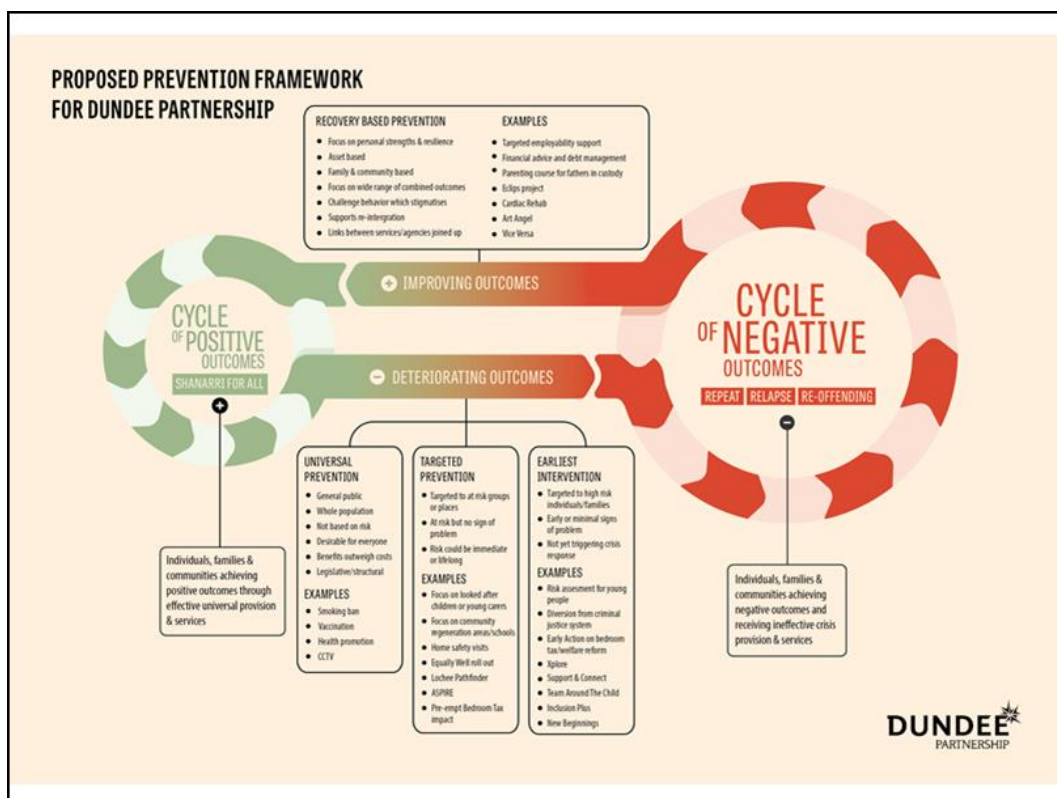 PROPOSED PREVENTION FRAMEWORK
FOR DUNDEE PARTNERSHIP
RECOVERY BASED PREVENTION
• Focus on personal strengths & resilience
• Asset based
• Family & community based
• Focus on wide range of combined outcomes
• Challenge behavior which stigmatises
• Supports re-intergration
• Links between services/agencies joined up
EXAMPLES
• Targeted employability support
• Financial advice and debt management
• Parenting course for fathers in custody
• Eclips project
• Cardiac Rehab
• Art Angel
• Vice Versa
+ IMPROVING OUTCOMES
CYCLE
OF POSITIVE
OUTCOMES
SHANARRI FOR ALL
+
− DETERIORATING OUTCOMES
CYCLE
OF NEGATIVE
OUTCOMES
REPEAT RELAPSE RE-OFFENDING
−
Individuals, families &
communities achieving
positive outcomes through
effective universal provision
& services
UNIVERSAL
PREVENTION
• General public
• Whole population
• Not based on risk
• Desirable for everyone
• Benefits outweigh costs
• Legislative/structural
EXAMPLES
• Smoking ban
• Vaccination
• Health promotion
• CCTV
TARGETED
PREVENTION
• Targeted to at risk groups
or places
• At risk but no sign of
problem
• Risk could be immediate
or lifelong
EXAMPLES
• Focus on looked after
children or young carers
• Focus on community
regeneration areas/schools
• Home safety visits
• Equally Well roll out
• Lochee Pathfinder
• ASPIRE
• Pre-empt Bedroom Tax
impact
EARLIEST
INTERVENTION
• Targeted to high risk
individuals/families
• Early or minimal signs
of problem
• Not yet triggering crisis
response
EXAMPLES
• Risk assesment for young
people
• Diversion from criminal
justice system
• Early Action on bedroom
tax/welfare reform
• Xplore
• Support & Connect
• Team Around The Child
• Inclusion Plus
• New Beginnings
Individuals, families &
communities achieving
negative outcomes and
receiving ineffective crisis
provision & services
DUNDEE
PARTNERSHIP